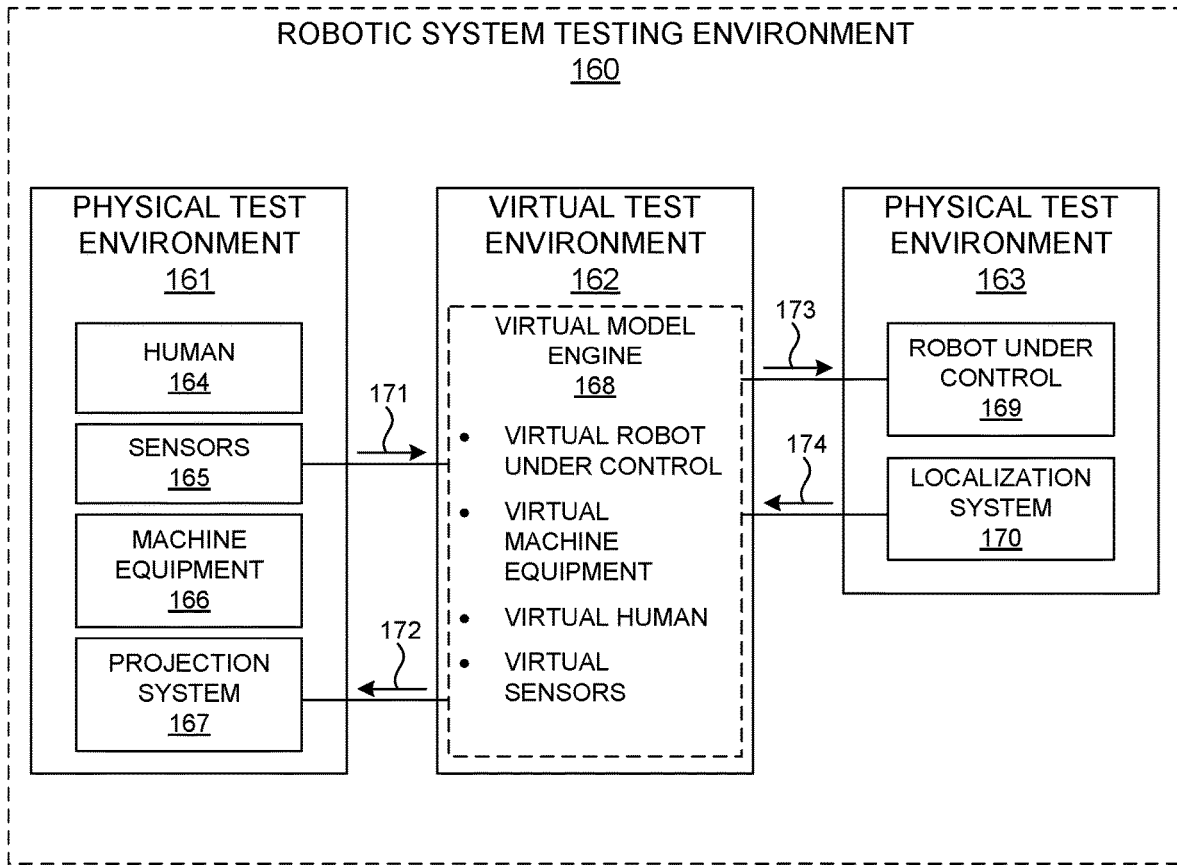 ROBOTIC SYSTEM TESTING ENVIRONMENT
160
PHYSICAL TEST
ENVIRONMENT
161
HUMAN
164
SENSORS
165
MACHINE
EQUIPMENT
166
PROJECTION
SYSTEM
167
171
172
VIRTUAL TEST
ENVIRONMENT
162
VIRTUAL MODEL
ENGINE
168
• VIRTUAL ROBOT
UNDER CONTROL
• VIRTUAL
MACHINE
EQUIPMENT
• VIRTUAL HUMAN
• VIRTUAL
SENSORS
173
174
PHYSICAL TEST
ENVIRONMENT
163
ROBOT UNDER
CONTROL
169
LOCALIZATION
SYSTEM
170